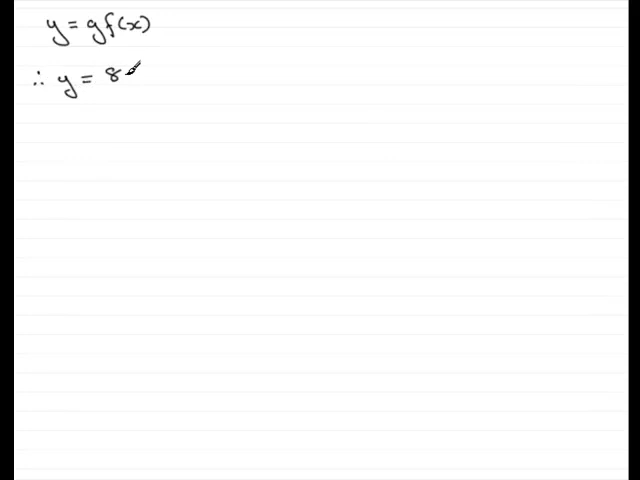 y = gf(x)
∴ y = 8